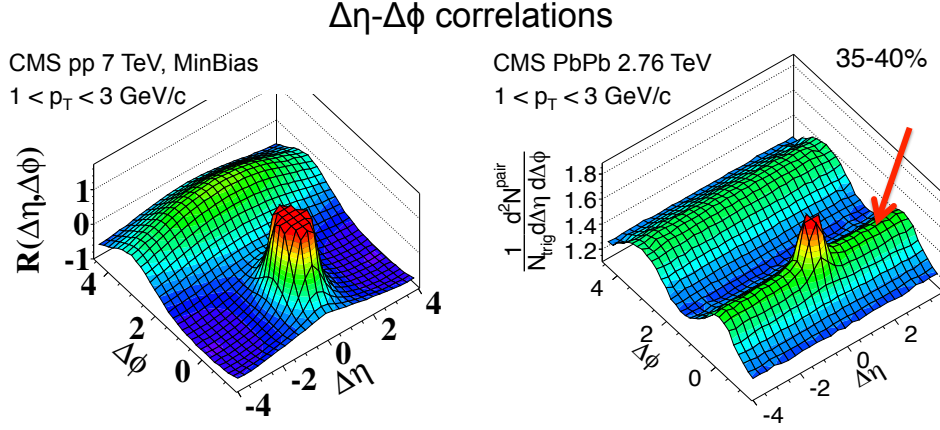 Δη-Δϕ correlations
CMS pp 7 TeV, MinBias
1 < p_T < 3 GeV/c
R(Δη,Δϕ)
1
0
-1
4
2
0
Δϕ
-4
-2
0
2
4
Δη
CMS PbPb 2.76 TeV
35-40%
1 < p_T < 3 GeV/c
1 d²N^pair
N_trig dΔη dΔϕ
1.8
1.6
1.4
1.2
4
2
0
Δϕ
-4
-2
0
2
Δη